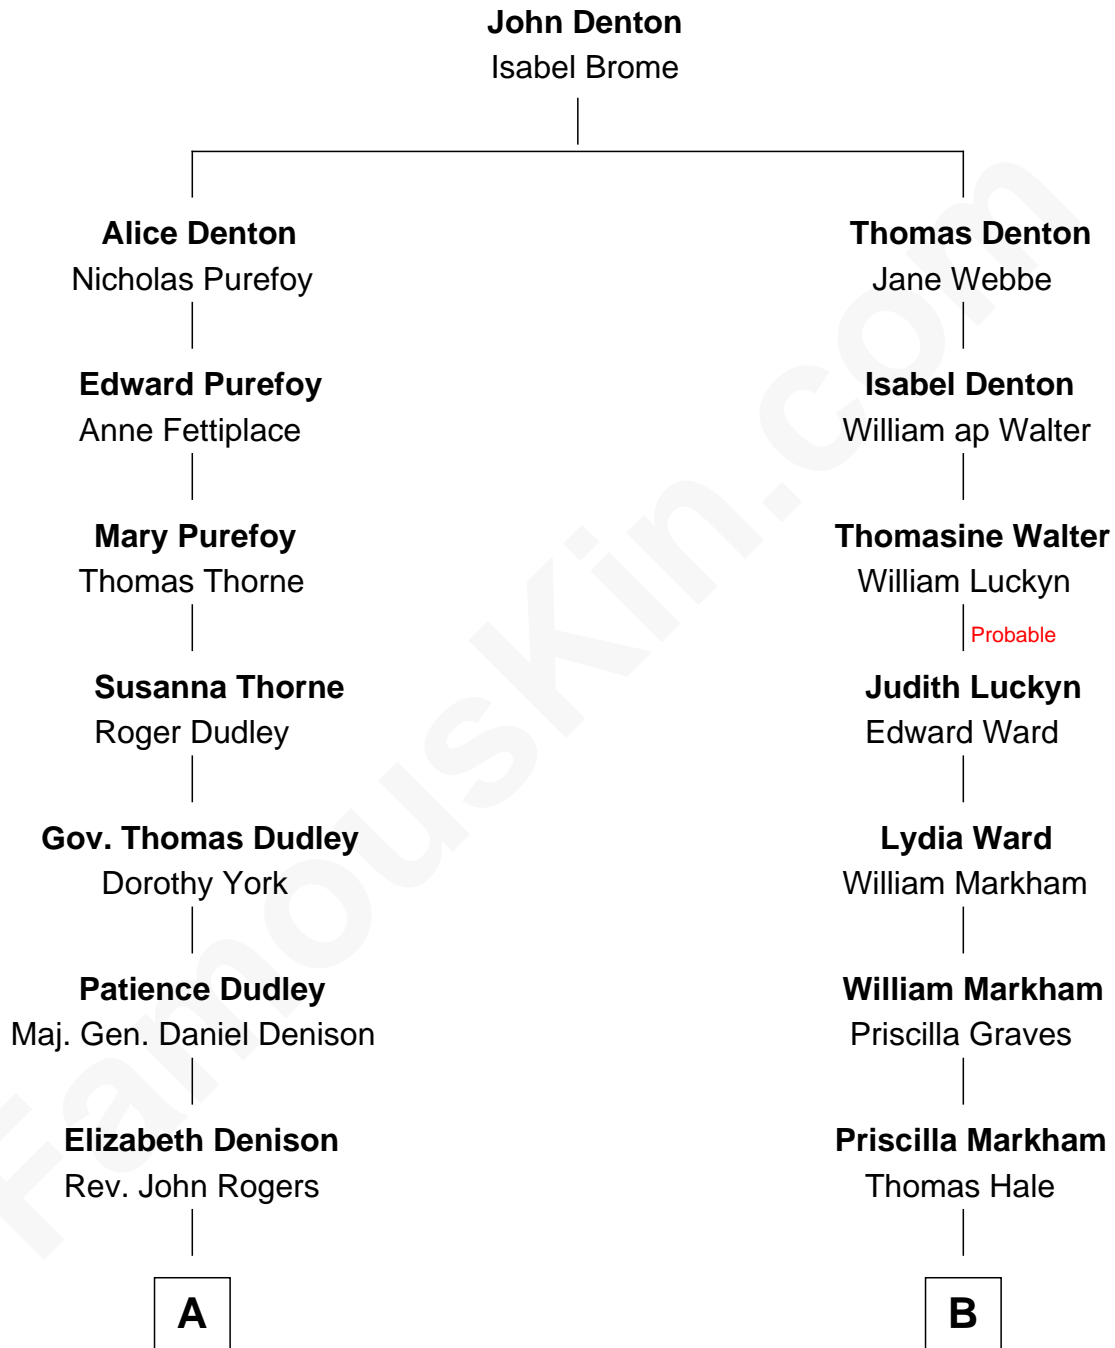 John Denton
Isabel Brome
Alice Denton
Nicholas Purefoy
Thomas Denton
Jane Webbe
Edward Purefoy
Anne Fettiplace
Isabel Denton
William ap Walter
Mary Purefoy
Thomas Thorne
Thomasine Walter
William Luckyn
Probable
Susanna Thorne
Roger Dudley
Judith Luckyn
Edward Ward
Gov. Thomas Dudley
Dorothy York
Lydia Ward
William Markham
Patience Dudley
Maj. Gen. Daniel Denison
William Markham
Priscilla Graves
Elizabeth Denison
Rev. John Rogers
Priscilla Markham
Thomas Hale
A
B
FamousKin.com